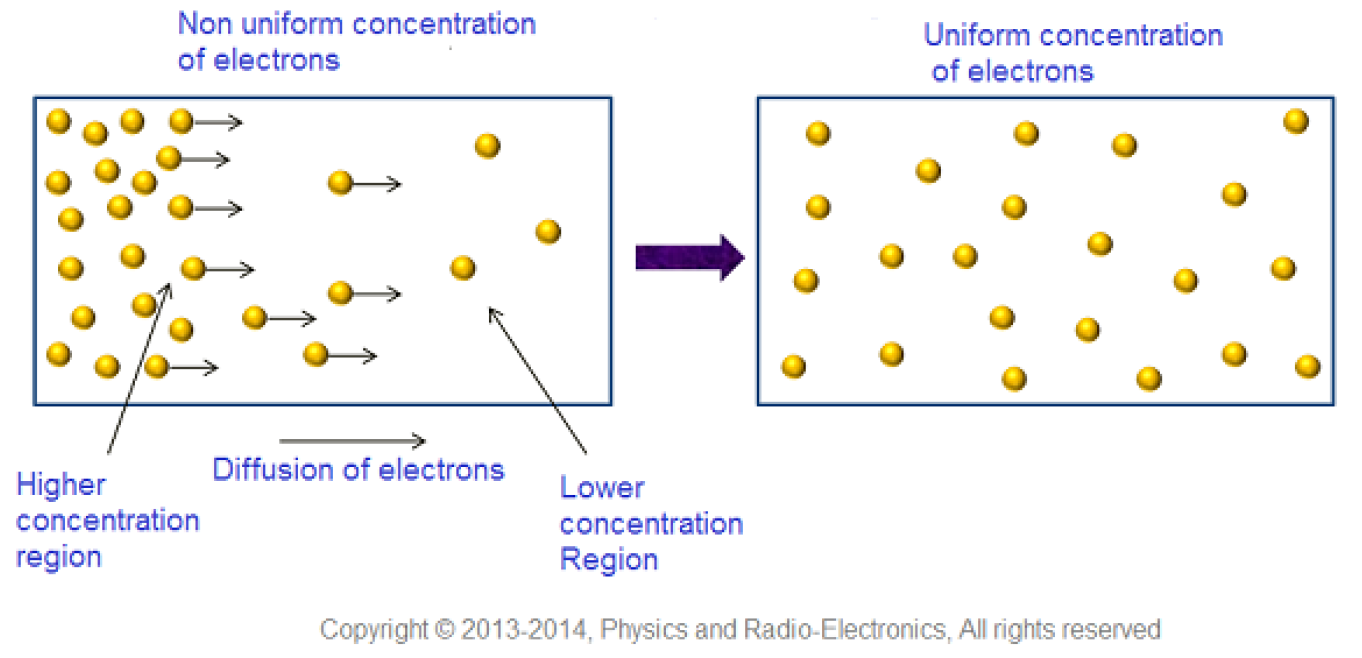 Non uniform concentration
of electrons
Uniform concentration
of electrons
Diffusion of electrons
Higher
concentration
region
Lower
concentration
Region
Copyright © 2013-2014, Physics and Radio-Electronics, All rights reserved